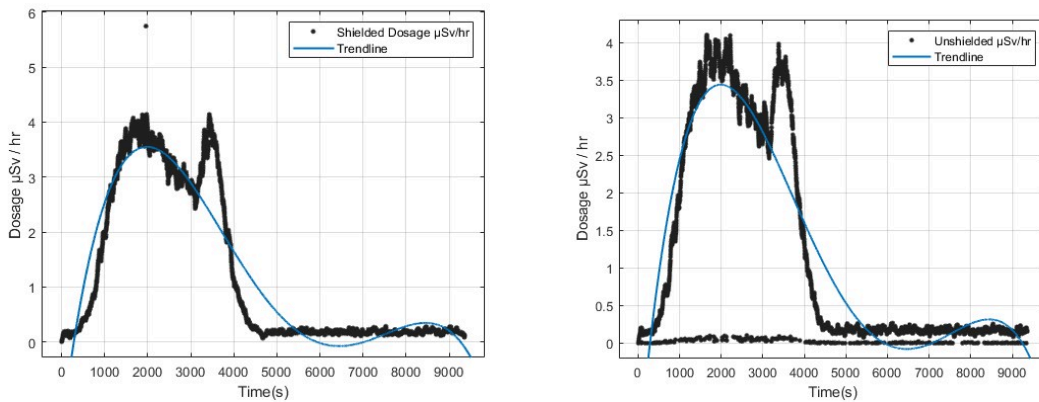 6
5
4
3
2
1
0
Dosage µSv / hr
Shielded Dosage µSv/hr
Trendline
0 1000 2000 3000 4000 5000 6000 7000 8000 9000
Time(s)
4
3.5
3
2.5
2
1.5
1
0.5
0
Dosage µSv / hr
Unshielded µSv/hr
Trendline
0 1000 2000 3000 4000 5000 6000 7000 8000 9000
Time(s)